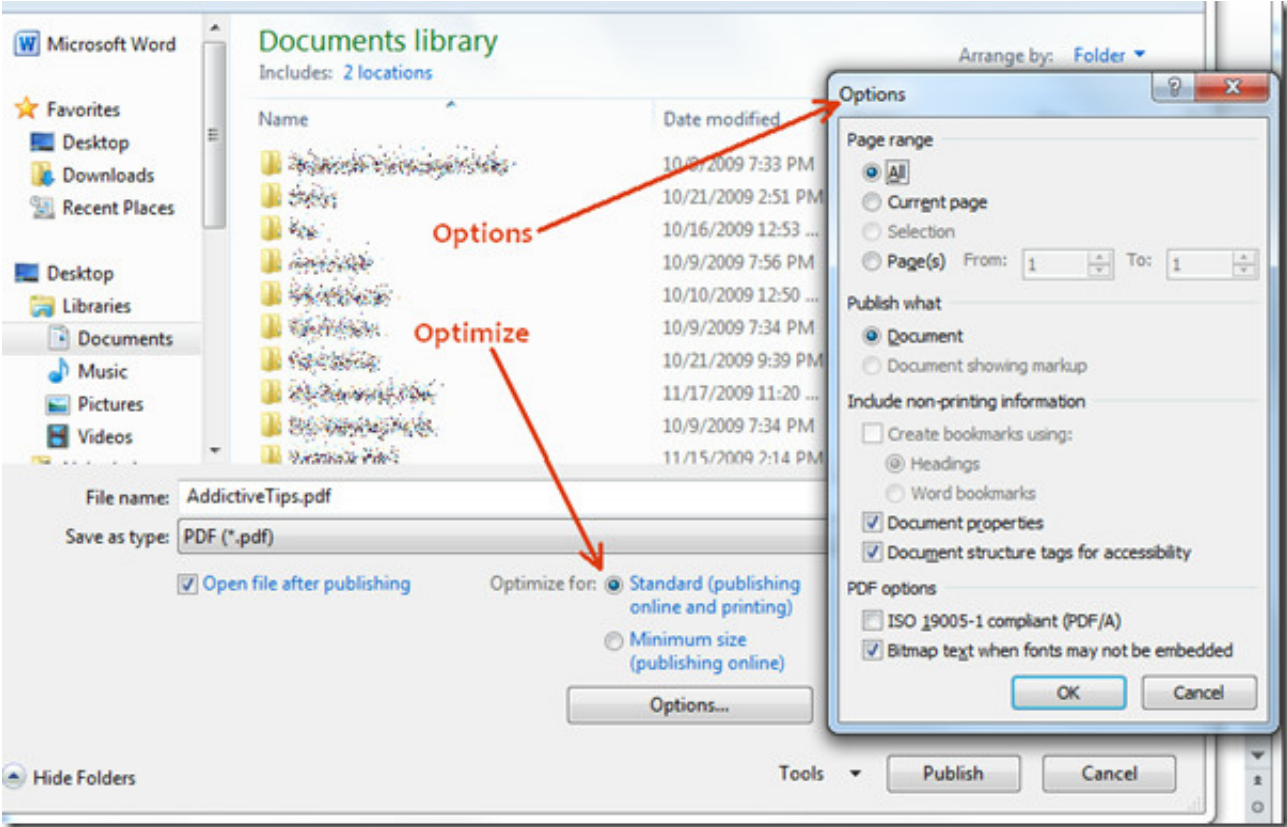 Microsoft Word
Favorites
Desktop
Downloads
Recent Places
Desktop
Libraries
Documents
Music
Pictures
Videos
Documents library
Includes: 2 locations
Arrange by: Folder
Name
Date modified
10/8/2009 7:33 PM
10/21/2009 2:51 PM
10/16/2009 12:53 ...
10/9/2009 7:56 PM
10/10/2009 12:50 ...
10/9/2009 7:34 PM
10/21/2009 9:39 PM
11/17/2009 11:20 ...
10/9/2009 7:34 PM
11/15/2009 2:14 PM
Options
Optimize
File name: AddictiveTips.pdf
Save as type: PDF (*.pdf)
Open file after publishing
Optimize for: Standard (publishing
online and printing)
Minimum size
(publishing online)
Options...
Hide Folders
Tools
Publish
Cancel
Options
Page range
All
Current page
Selection
Page(s) From: 1 To: 1
Publish what
Document
Document showing markup
Include non-printing information
Create bookmarks using:
Headings
Word bookmarks
Document properties
Document structure tags for accessibility
PDF options
ISO 19005-1 compliant (PDF/A)
Bitmap text when fonts may not be embedded
OK
Cancel